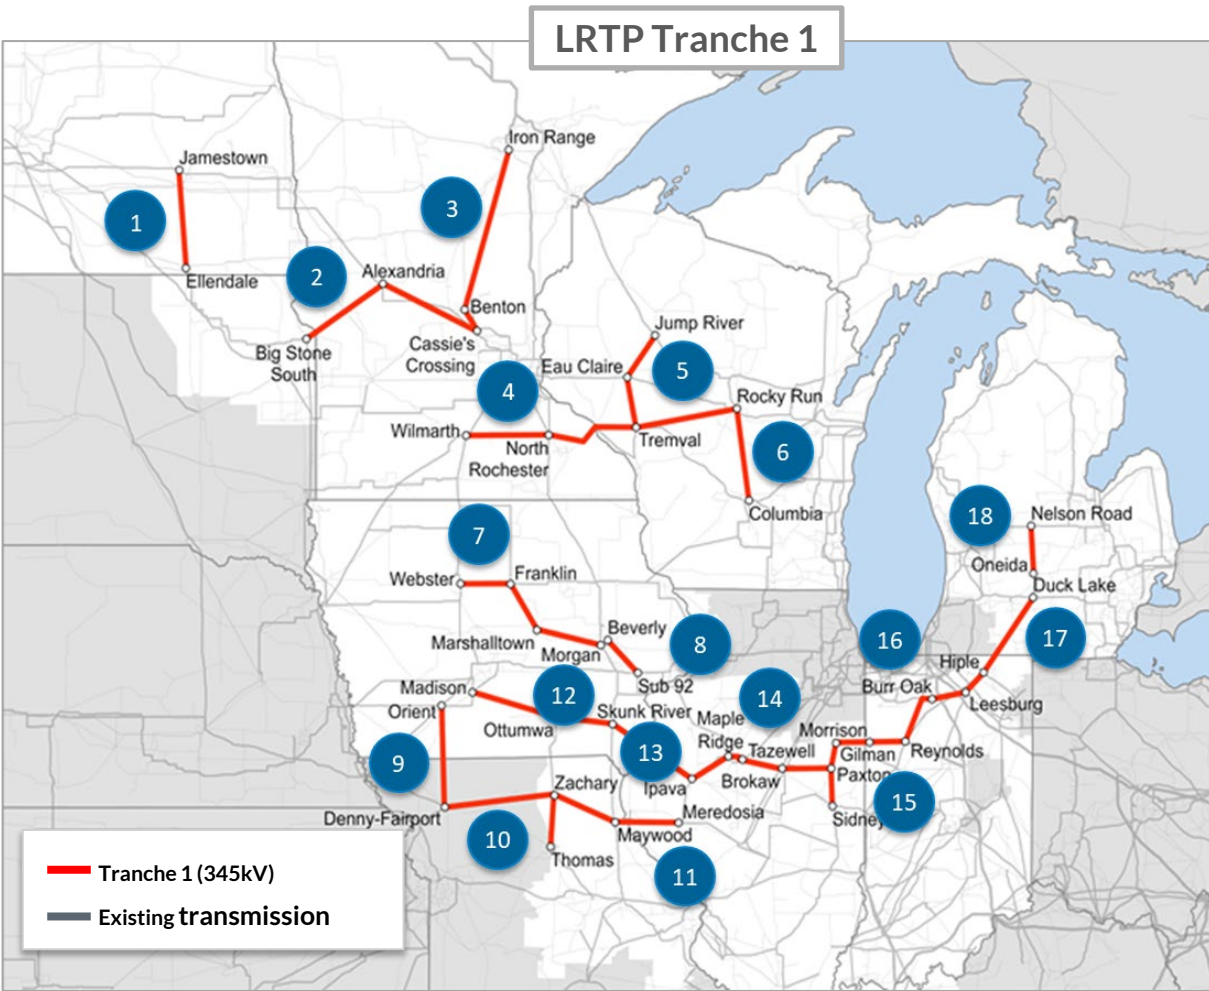 LRTP Tranche 1
Iron Range
Jamestown
3
1
2
Alexandria
Ellendale
Benton
Jump River
Big Stone
South
Cassie's
Crossing
Eau Claire
5
4
Rocky Run
Wilmarth
North
Rochester
Tremval
6
Columbia
18
Nelson Road
7
Oneida
Webster
Franklin
Duck Lake
Beverly
8
16
17
Marshalltown
Morgan
Hiple
Sub 92
Madison
12
14
Burr Oak
Orient
Skunk River
Leesburg
Ottumwa
Maple
Ridge
Morrison
13
Tazewell
Gilman
Reynolds
9
Zachary
Ipava
Brokaw
Paxton
15
Denny-Fairport
Meredosia
Sidney
10
Maywood
Thomas
11
Tranche 1 (345kV)
Existing transmission